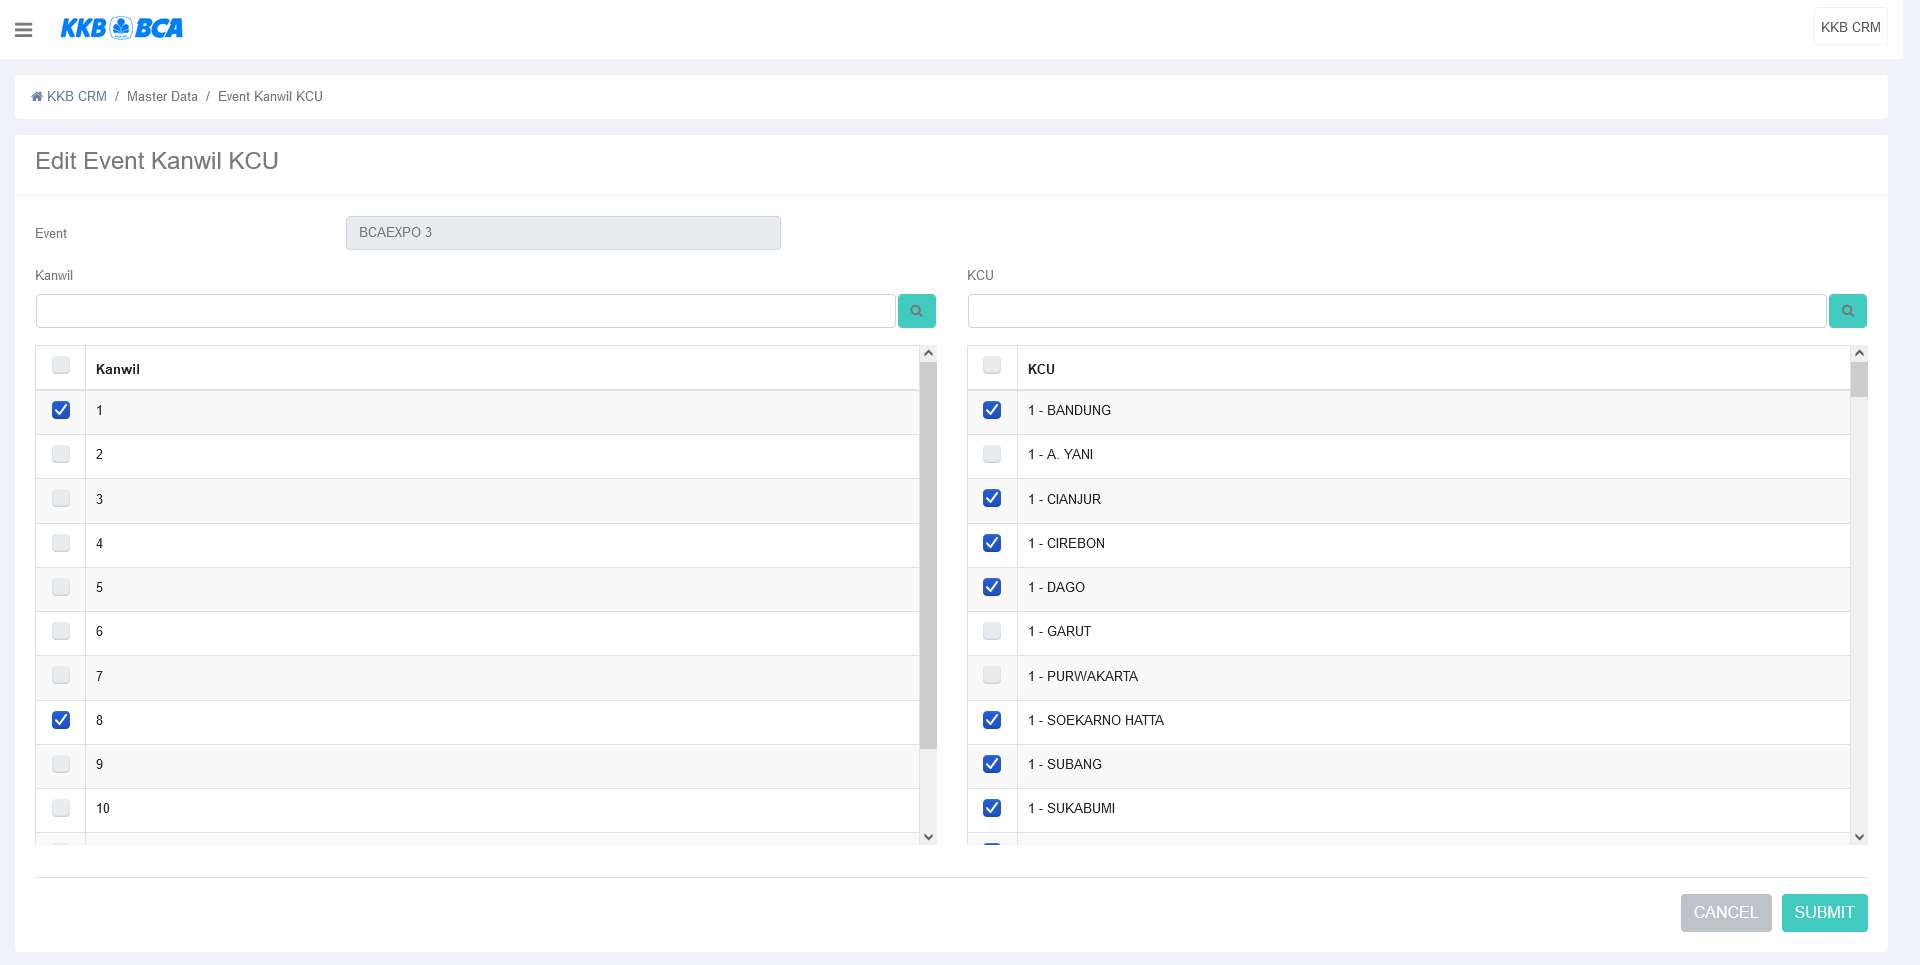 KKB BCA
KKB CRM
KKB CRM / Master Data / Event Kanwil KCU
Edit Event Kanwil KCU
Event
BCAEXPO 3
Kanwil
KCU
Kanwil
1
2
3
4
5
6
7
8
9
10
KCU
1 - BANDUNG
1 - A. YANI
1 - CIANJUR
1 - CIREBON
1 - DAGO
1 - GARUT
1 - PURWAKARTA
1 - SOEKARNO HATTA
1 - SUBANG
1 - SUKABUMI
CANCEL
SUBMIT